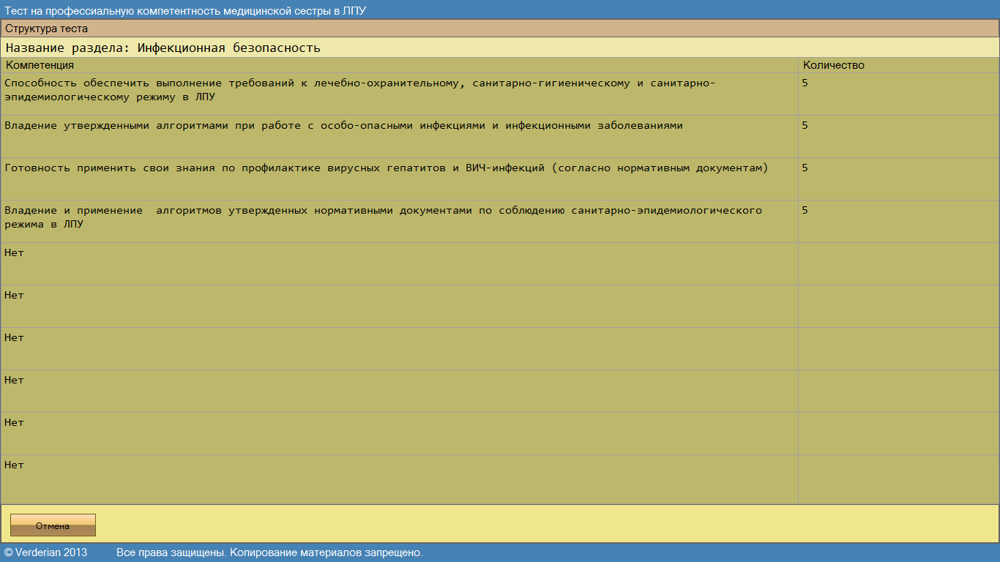 Тест на профессиальную компетентность медицинской сестры в ЛПУ
Структура теста
Название раздела: Инфекционная безопасность
Компетенция Количество
Способность обеспечить выполнение требований к лечебно-охранительному, санитарно-гигиеническому и санитарно- 5
эпидемиологическому режиму в ЛПУ
Владение утвержденными алгоритмами при работе с особо-опасными инфекциями и инфекционными заболеваниями 5
Готовность применить свои знания по профилактике вирусных гепатитов и ВИЧ-инфекций (согласно нормативным документам) 5
Владение и применение  алгоритмов утвержденных нормативными документами по соблюдению санитарно-эпидемиологического 5
режима в ЛПУ
Нет
Нет
Нет
Нет
Нет
Нет
Отмена
© Verderian 2013 Все права защищены. Копирование материалов запрещено.